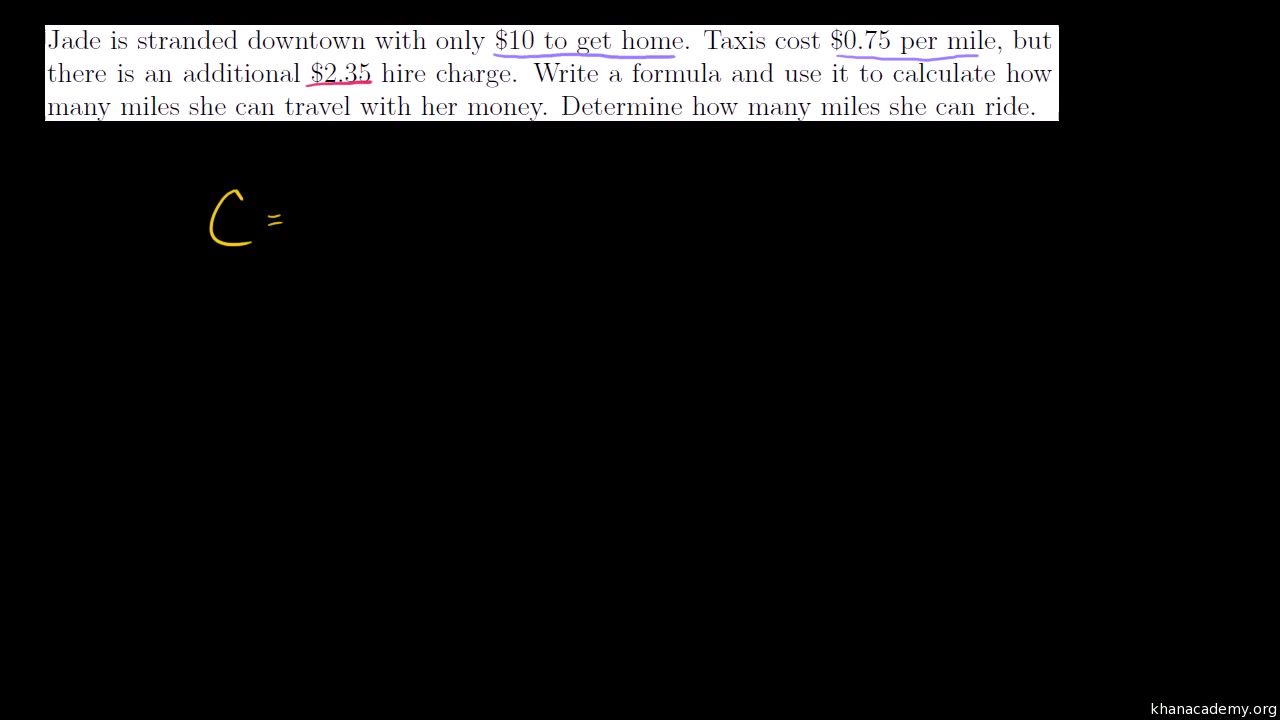 Jade is stranded downtown with only $10 to get home. Taxis cost $0.75 per mile, but
there is an additional $2.35 hire charge. Write a formula and use it to calculate how
many miles she can travel with her money. Determine how many miles she can ride.
C =
khanacademy.org